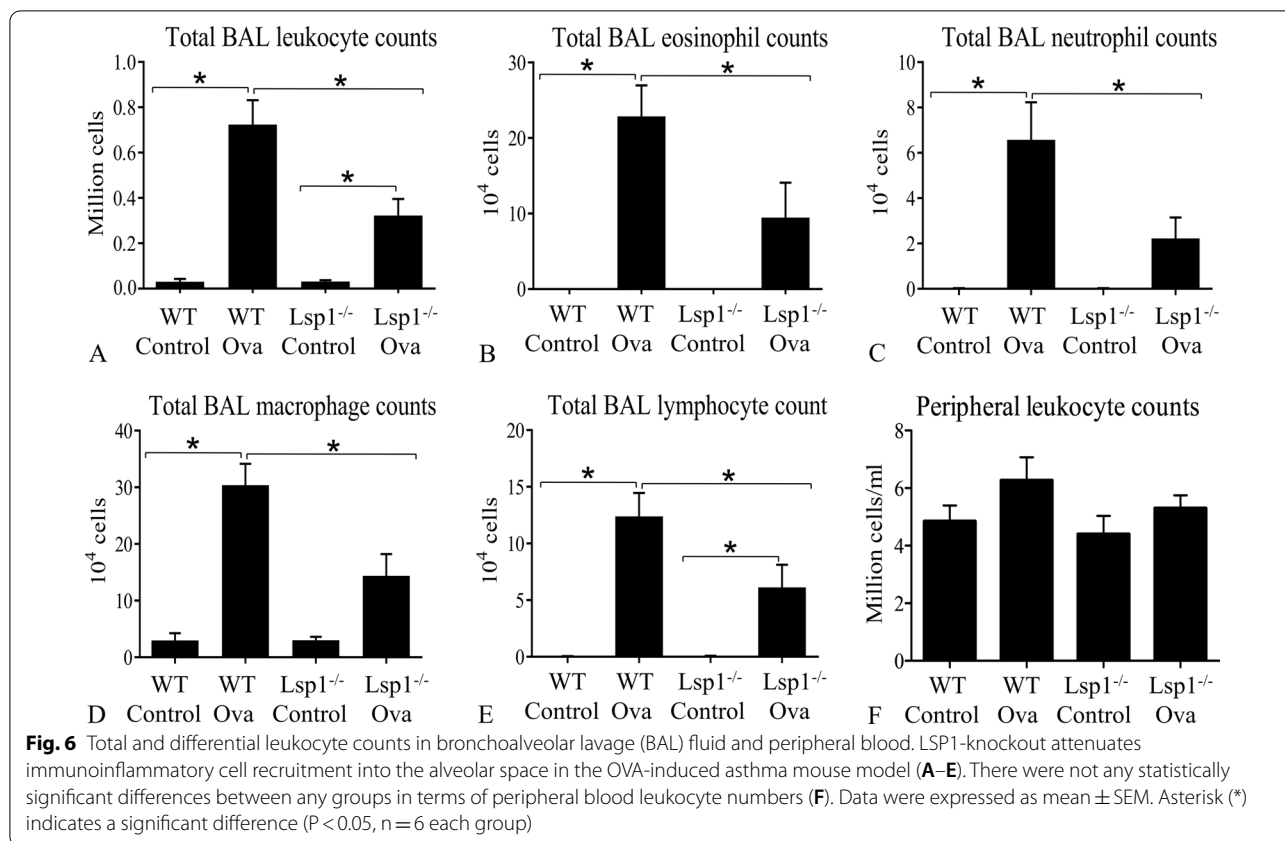 Total BAL leukocyte counts
Million cells
1.0
0.8
0.6
0.4
0.2
0.0
*
*
*
WT WT Lsp1-/- Lsp1-/-
Control Ova Control Ova
A
Total BAL eosinophil counts
10⁴ cells
30
20
10
0
*
*
WT WT Lsp1-/- Lsp1-/-
Control Ova Control Ova
B
Total BAL neutrophil counts
10⁴ cells
10
8
6
4
2
0
*
*
WT WT Lsp1-/- Lsp1-/-
Control Ova Control Ova
C
Total BAL macrophage counts
10⁴ cells
40
30
20
10
0
*
*
WT WT Lsp1-/- Lsp1-/-
Control Ova Control Ova
D
Total BAL lymphocyte count
10⁴ cells
20
15
10
5
0
*
*
*
WT WT Lsp1-/- Lsp1-/-
Control Ova Control Ova
E
Peripheral leukocyte counts
Million cells/ml
8
6
4
2
0
WT WT Lsp1-/- Lsp1-/-
Control Ova Control Ova
F
Fig. 6 Total and differential leukocyte counts in bronchoalveolar lavage (BAL) fluid and peripheral blood. LSP1-knockout attenuates
immunoinflammatory cell recruitment into the alveolar space in the OVA-induced asthma mouse model (A–E). There were not any statistically
significant differences between any groups in terms of peripheral blood leukocyte numbers (F). Data were expressed as mean ± SEM. Asterisk (*)
indicates a significant difference (P < 0.05, n = 6 each group)